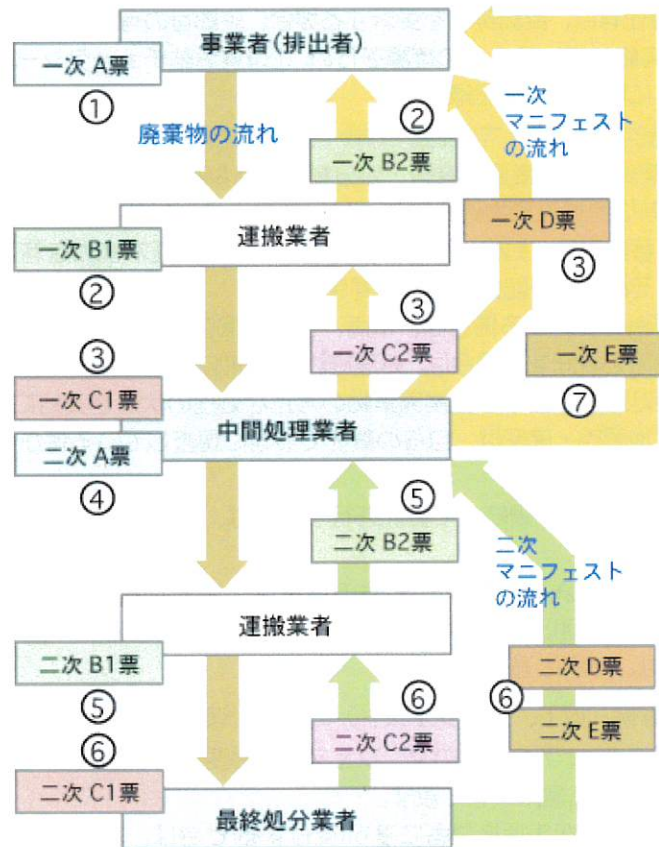 事業者(排出者)
一次 A票
①
廃棄物の流れ
②
一次 B2票
一次
マニフェスト
の流れ
運搬業者
一次 B1票
②
一次 D票
③
③
一次 C2票
③
一次 C1票
一次 E票
⑦
中間処理業者
二次 A票
④
⑤
二次 B2票
二次
マニフェスト
の流れ
運搬業者
二次 B1票
⑤
二次 D票
⑥
二次 E票
⑥
二次 C2票
⑥
二次 C1票
最終処分業者